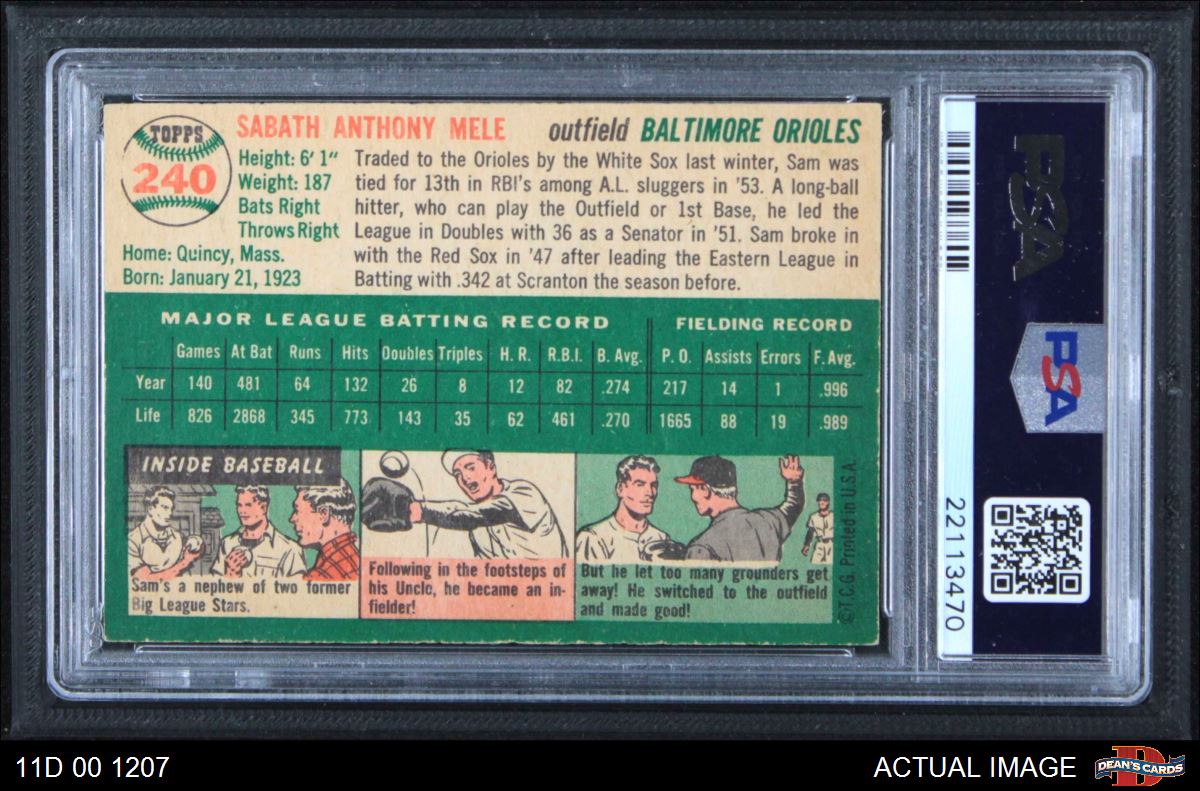 TOPPS
240
SABATH ANTHONY MELE outfield BALTIMORE ORIOLES
Height: 6' 1"
Weight: 187
Bats Right
Throws Right
Home: Quincy, Mass.
Born: January 21, 1923
Traded to the Orioles by the White Sox last winter, Sam was
tied for 13th in RBI's among A.L. sluggers in '53. A long-ball
hitter, who can play the Outfield or 1st Base, he led the
League in Doubles with 36 as a Senator in '51. Sam broke in
with the Red Sox in '47 after leading the Eastern League in
Batting with .342 at Scranton the season before.
MAJOR LEAGUE BATTING RECORD FIELDING RECORD
Games At Bat Runs Hits Doubles Triples H. R. R.B.I. B. Avg. P. O. Assists Errors F. Avg.
Year 140 481 64 132 26 8 12 82 .274 217 14 1 .996
Life 826 2868 345 773 143 35 62 461 .270 1665 88 19 .989
INSIDE BASEBALL
Sam's a nephew of two former
Big League Stars.
Following in the footsteps of
his Uncle, he became an in-
fielder!
But he let too many grounders get
away! He switched to the outfield
and made good!
©T.C.G. Printed in U.S.A.
PSA
PSA
22113470
11D 00 1207
ACTUAL IMAGE
D
DEAN'S CARDS